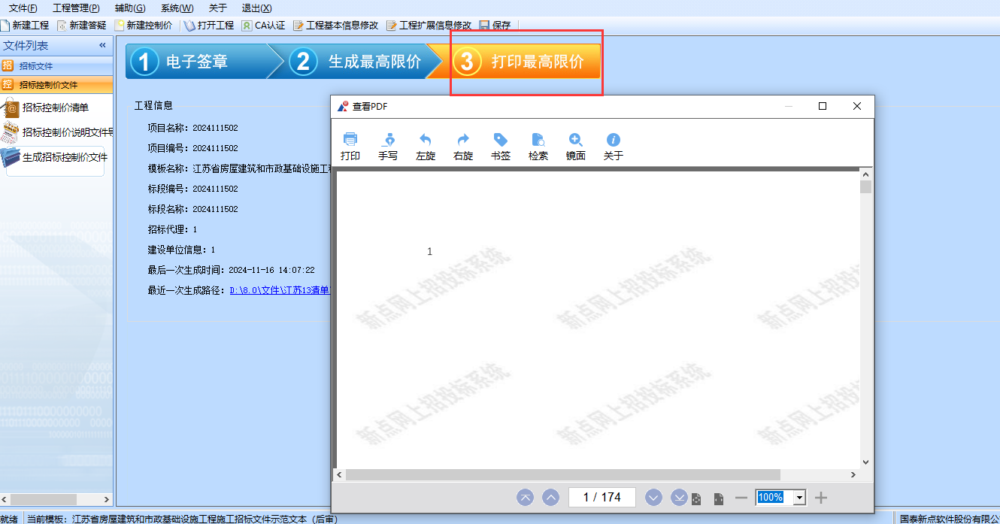 文件(F) 工程管理(P) 辅助(G) 系统(W) 关于 退出(X)
新建工程 新建答疑 新建控制价 打开工程 CA认证 工程基本信息修改 工程扩展信息修改 保存
文件列表 «
招 招标文件
控 招标控制价文件
招标控制价清单
招标控制价说明文件
生成招标控制价文件
1 电子签章 2 生成最高限价 3 打印最高限价
工程信息
项目名称：2024111502
项目编号：2024111502
模板名称：江苏省房屋建筑和市政基础设施工程
标段编号：2024111502
标段名称：2024111502
招标代理：1
建设单位信息：1
最后一次生成时间：2024-11-16 14:07:22
最近一次生成路径：D:\8.0\文件\江苏13清单
查看PDF
打印 手写 左旋 右旋 书签 检索 镜面 关于
1
新点网上招投标系统 新点网上招投标系统 新点网上招投标
新点网上招投标系统 新点网上招投标系统 新点网上招投标
1 / 174 100%
就绪 当前模板：江苏省房屋建筑和市政基础设施工程施工招标文件示范文本（后审） 国泰新点软件股份有限公